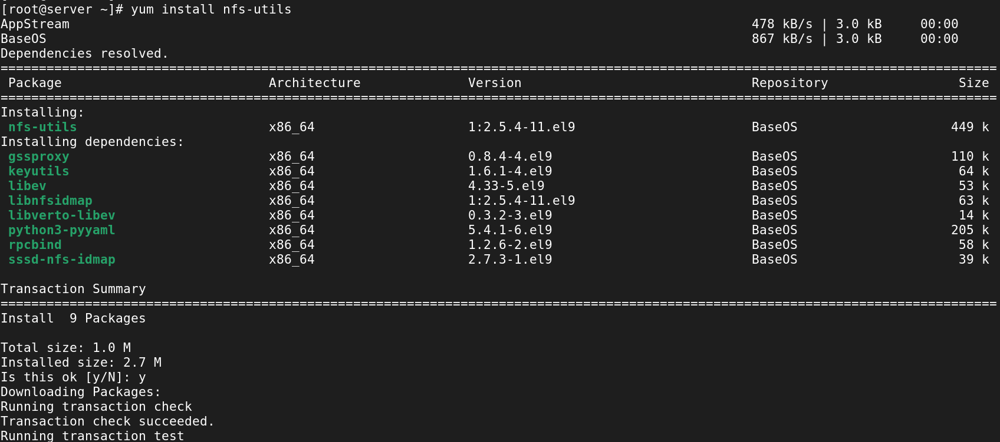 [root@server ~]# yum install nfs-utils
AppStream 478 kB/s | 3.0 kB 00:00
BaseOS 867 kB/s | 3.0 kB 00:00
Dependencies resolved.
================================================================================
Package Architecture Version Repository Size
================================================================================
Installing:
nfs-utils x86_64 1:2.5.4-11.el9 BaseOS 449 k
Installing dependencies:
gssproxy x86_64 0.8.4-4.el9 BaseOS 110 k
keyutils x86_64 1.6.1-4.el9 BaseOS 64 k
libev x86_64 4.33-5.el9 BaseOS 53 k
libnfsidmap x86_64 1:2.5.4-11.el9 BaseOS 63 k
libverto-libev x86_64 0.3.2-3.el9 BaseOS 14 k
python3-pyyaml x86_64 5.4.1-6.el9 BaseOS 205 k
rpcbind x86_64 1.2.6-2.el9 BaseOS 58 k
sssd-nfs-idmap x86_64 2.7.3-1.el9 BaseOS 39 k
Transaction Summary
================================================================================
Install  9 Packages
Total size: 1.0 M
Installed size: 2.7 M
Is this ok [y/N]: y
Downloading Packages:
Running transaction check
Transaction check succeeded.
Running transaction test